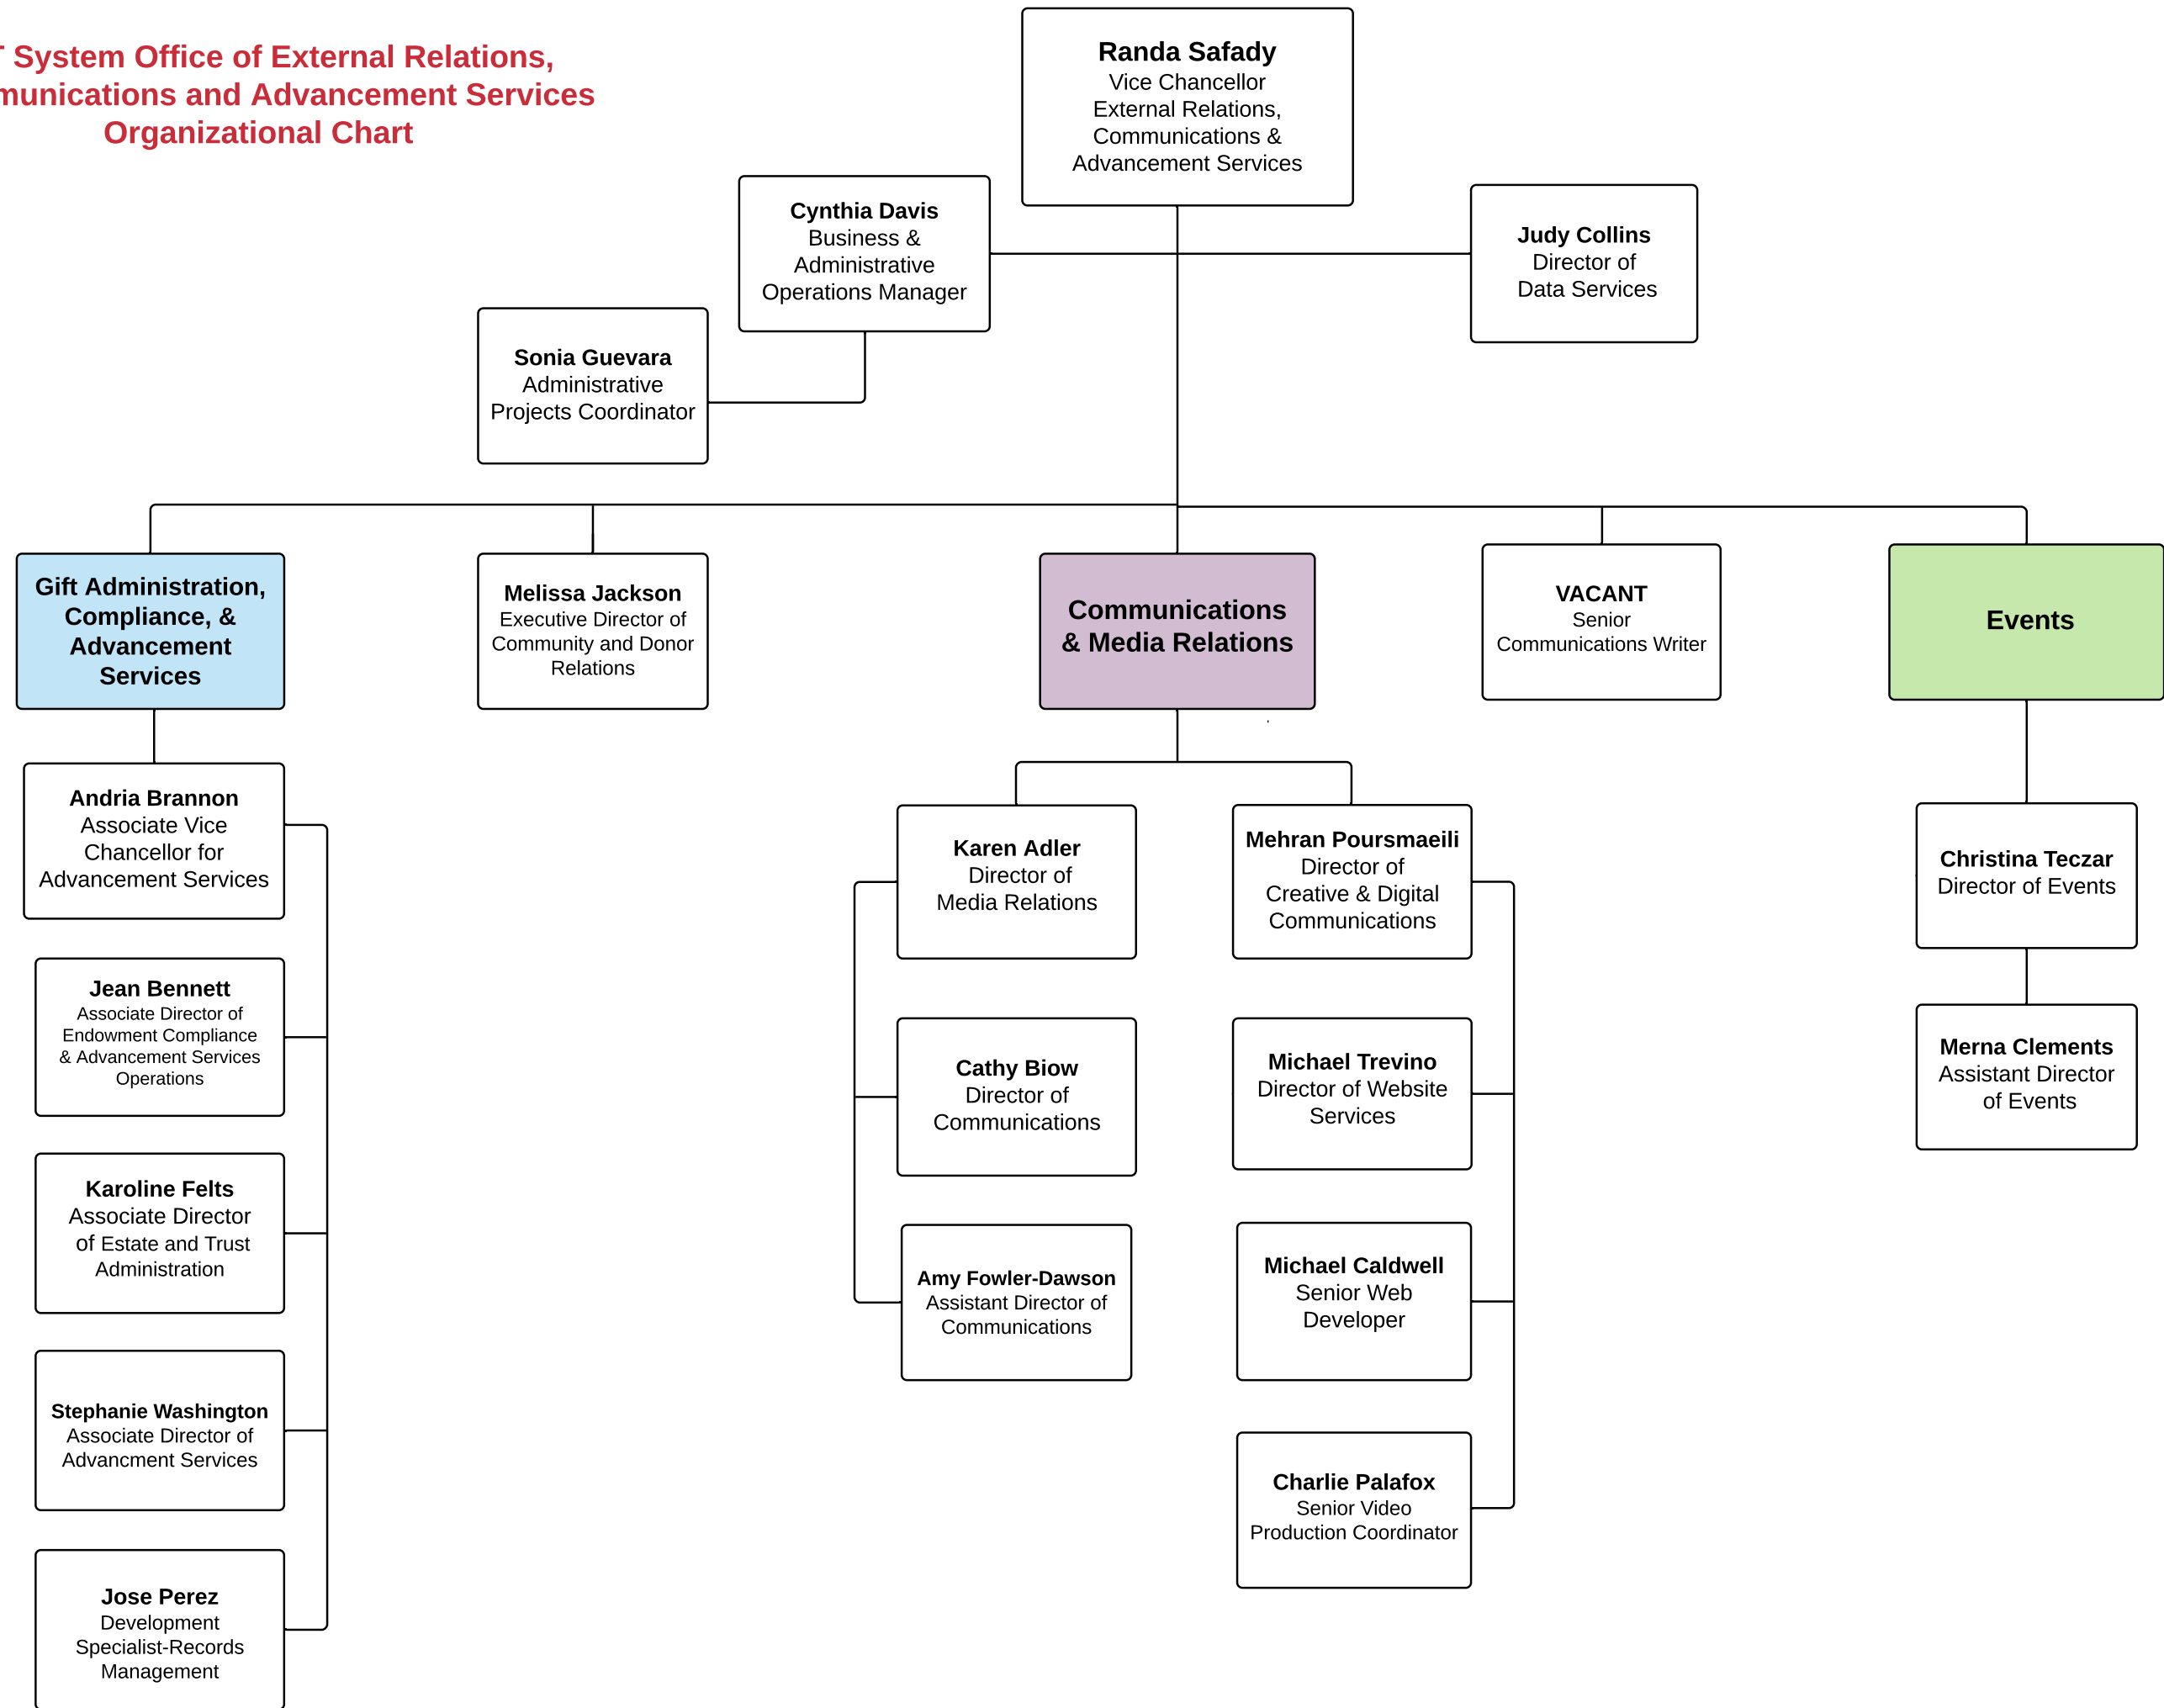 System Office of External Relations,
munications and Advancement Services
Organizational Chart
Randa Safady
Vice Chancellor
External Relations,
Communications &
Advancement Services
Cynthia Davis
Business &
Administrative
Operations Manager
Judy Collins
Director of
Data Services
Sonia Guevara
Administrative
Projects Coordinator
Gift Administration,
Compliance, &
Advancement
Services
Melissa Jackson
Executive Director of
Community and Donor
Relations
Communications
& Media Relations
VACANT
Senior
Communications Writer
Events
Andria Brannon
Associate Vice
Chancellor for
Advancement Services
Jean Bennett
Associate Director of
Endowment Compliance
& Advancement Services
Operations
Karoline Felts
Associate Director
of Estate and Trust
Administration
Stephanie Washington
Associate Director of
Advancment Services
Jose Perez
Development
Specialist-Records
Management
Karen Adler
Director of
Media Relations
Cathy Biow
Director of
Communications
Amy Fowler-Dawson
Assistant Director of
Communications
Mehran Poursmaeili
Director of
Creative & Digital
Communications
Michael Trevino
Director of Website
Services
Michael Caldwell
Senior Web
Developer
Charlie Palafox
Senior Video
Production Coordinator
Christina Teczar
Director of Events
Merna Clements
Assistant Director
of Events